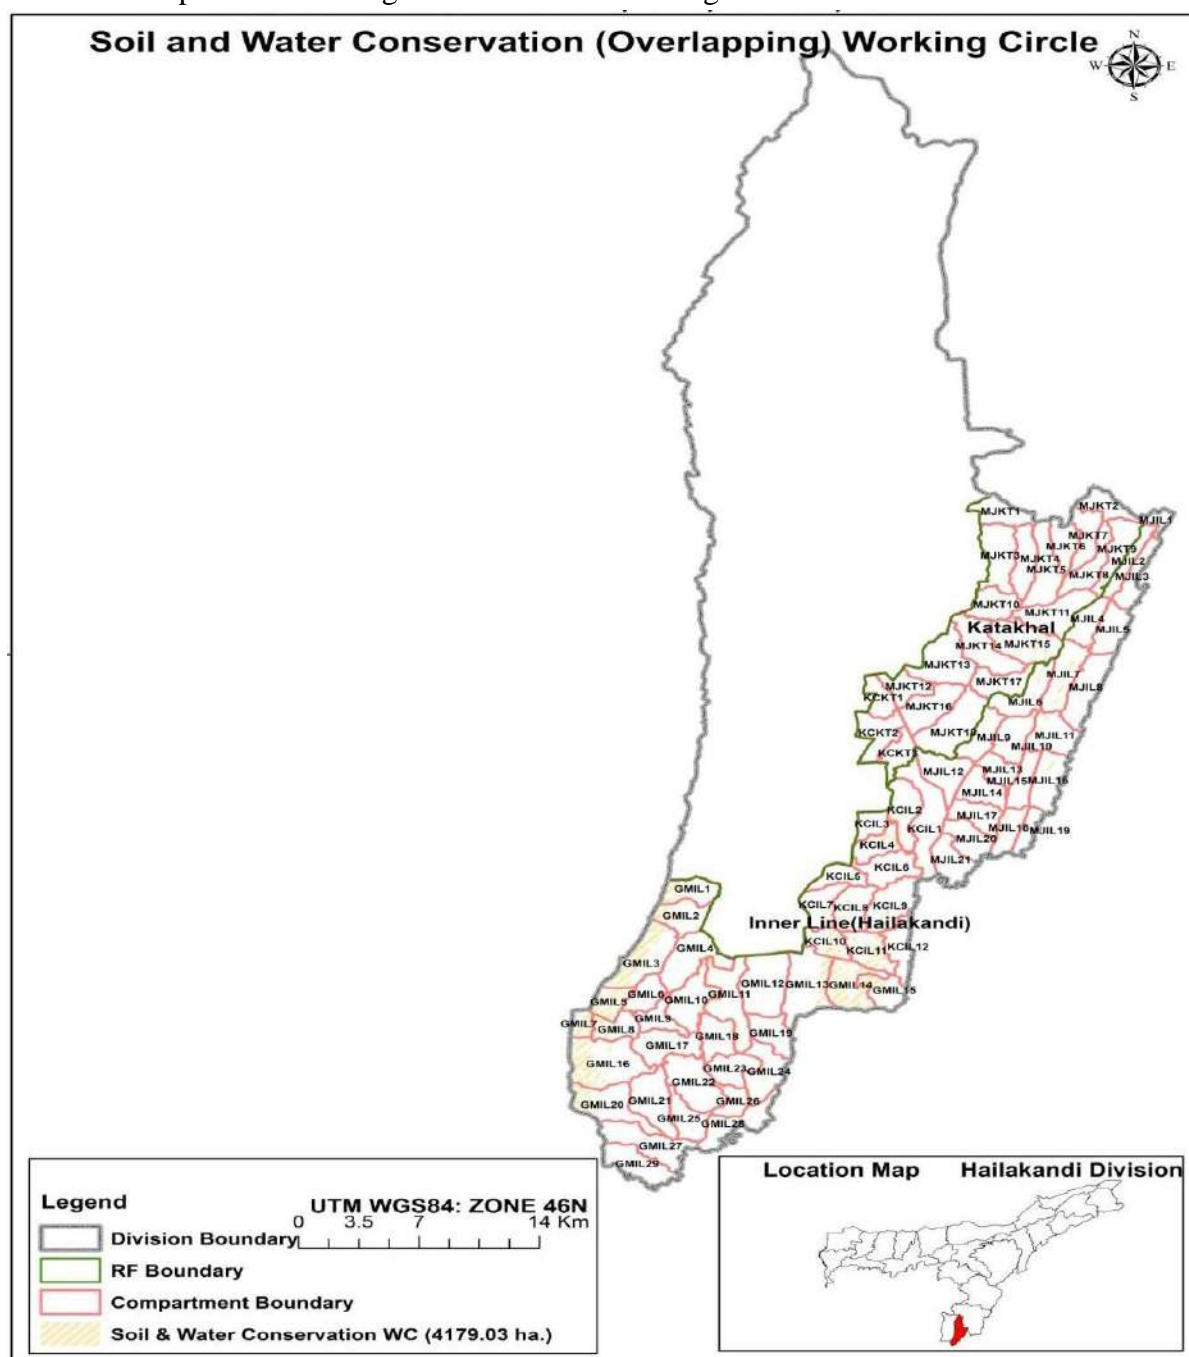 Soil and Water Conservation (Overlapping) Working Circle
N
W E
S
MJKT1
MJKT2
MJIL1
MJKT7
MJKT6
MJKT9
MJKT3
MJKT4
MJIL2
MJKT5
MJKT8
MJIL3
MJKT10
MJKT11
MJIL4
Katakhal
MJIL5
MJKT14
MJKT15
MJKT13
MJIL7
MJKT17
MJKT12
MJIL8
KCKT1
MJIL6
MJKT16
KCKT2
MJIL9
MJIL11
MJIL10
KCKT3
MJIL12
MJIL13
MJIL15
MJIL16
MJIL14
KCIL2
MJIL17
KCIL3
KCIL1
MJIL18
MJIL19
MJIL20
KCIL4
MJIL21
KCIL6
KCIL5
GMIL1
KCIL7
KCIL8
KCIL9
GMIL2
Inner Line(Hailakandi)
KCIL10
GMIL4
KCIL11
KCIL12
GMIL3
GMIL12
GMIL13
GMIL14
GMIL15
GMIL6
GMIL11
GMIL5
GMIL10
GMIL9
GMIL7
GMIL8
GMIL19
GMIL18
GMIL17
GMIL16
GMIL23
GMIL24
GMIL22
GMIL20
GMIL21
GMIL26
GMIL25
GMIL28
GMIL27
GMIL29
Legend
UTM WGS84: ZONE 46N
0 3.5 7 14 Km
Division Boundary
RF Boundary
Compartment Boundary
Soil & Water Conservation WC (4179.03 ha.)
Location Map Hailakandi Division